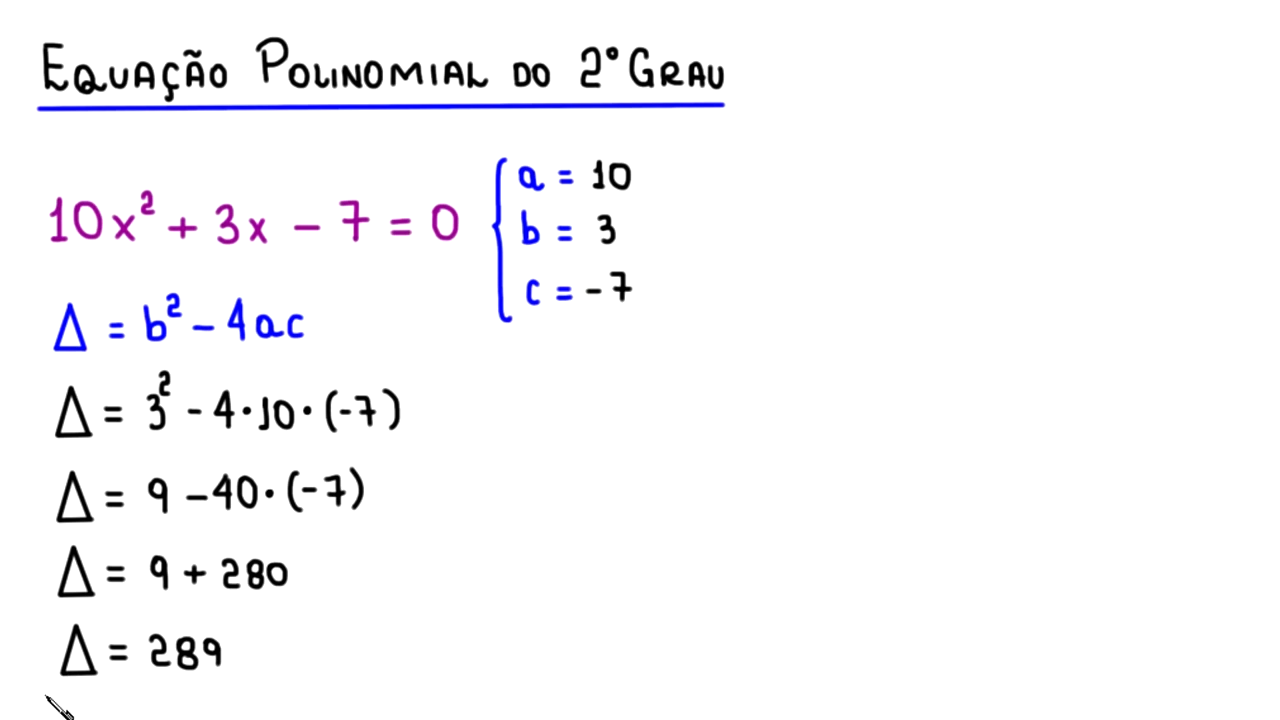 EQUAÇÃO POLINOMIAL DO 2° GRAU
10x² + 3x - 7 = 0
a = 10
b = 3
c = -7
Δ = b² - 4ac
Δ = 3² - 4·10·(-7)
Δ = 9 - 40·(-7)
Δ = 9 + 280
Δ = 289